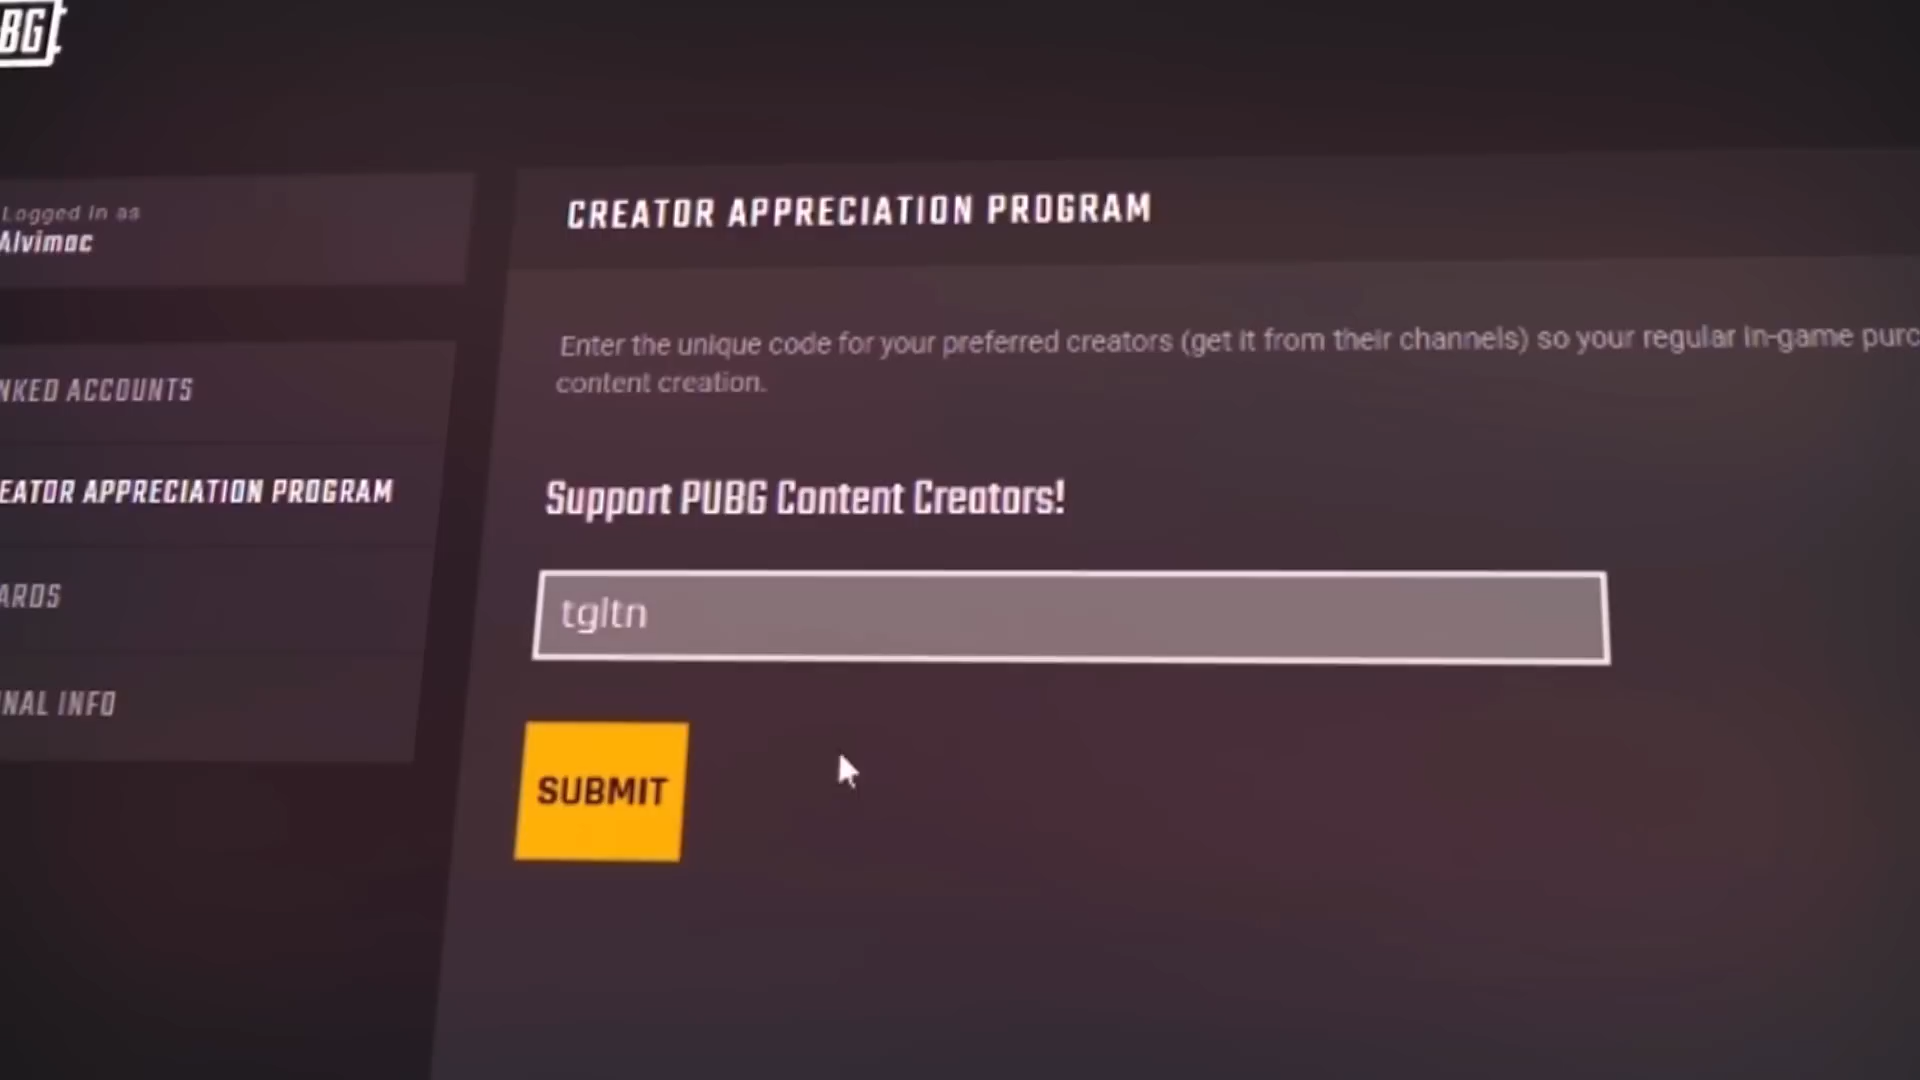 BG
Logged in as
Alvimac
NKED ACCOUNTS
EATOR APPRECIATION PROGRAM
ARDS
NAL INFO
CREATOR APPRECIATION PROGRAM
Enter the unique code for your preferred creators (get it from their channels) so your regular in-game purc
content creation.
Support PUBG Content Creators!
tgltn
SUBMIT